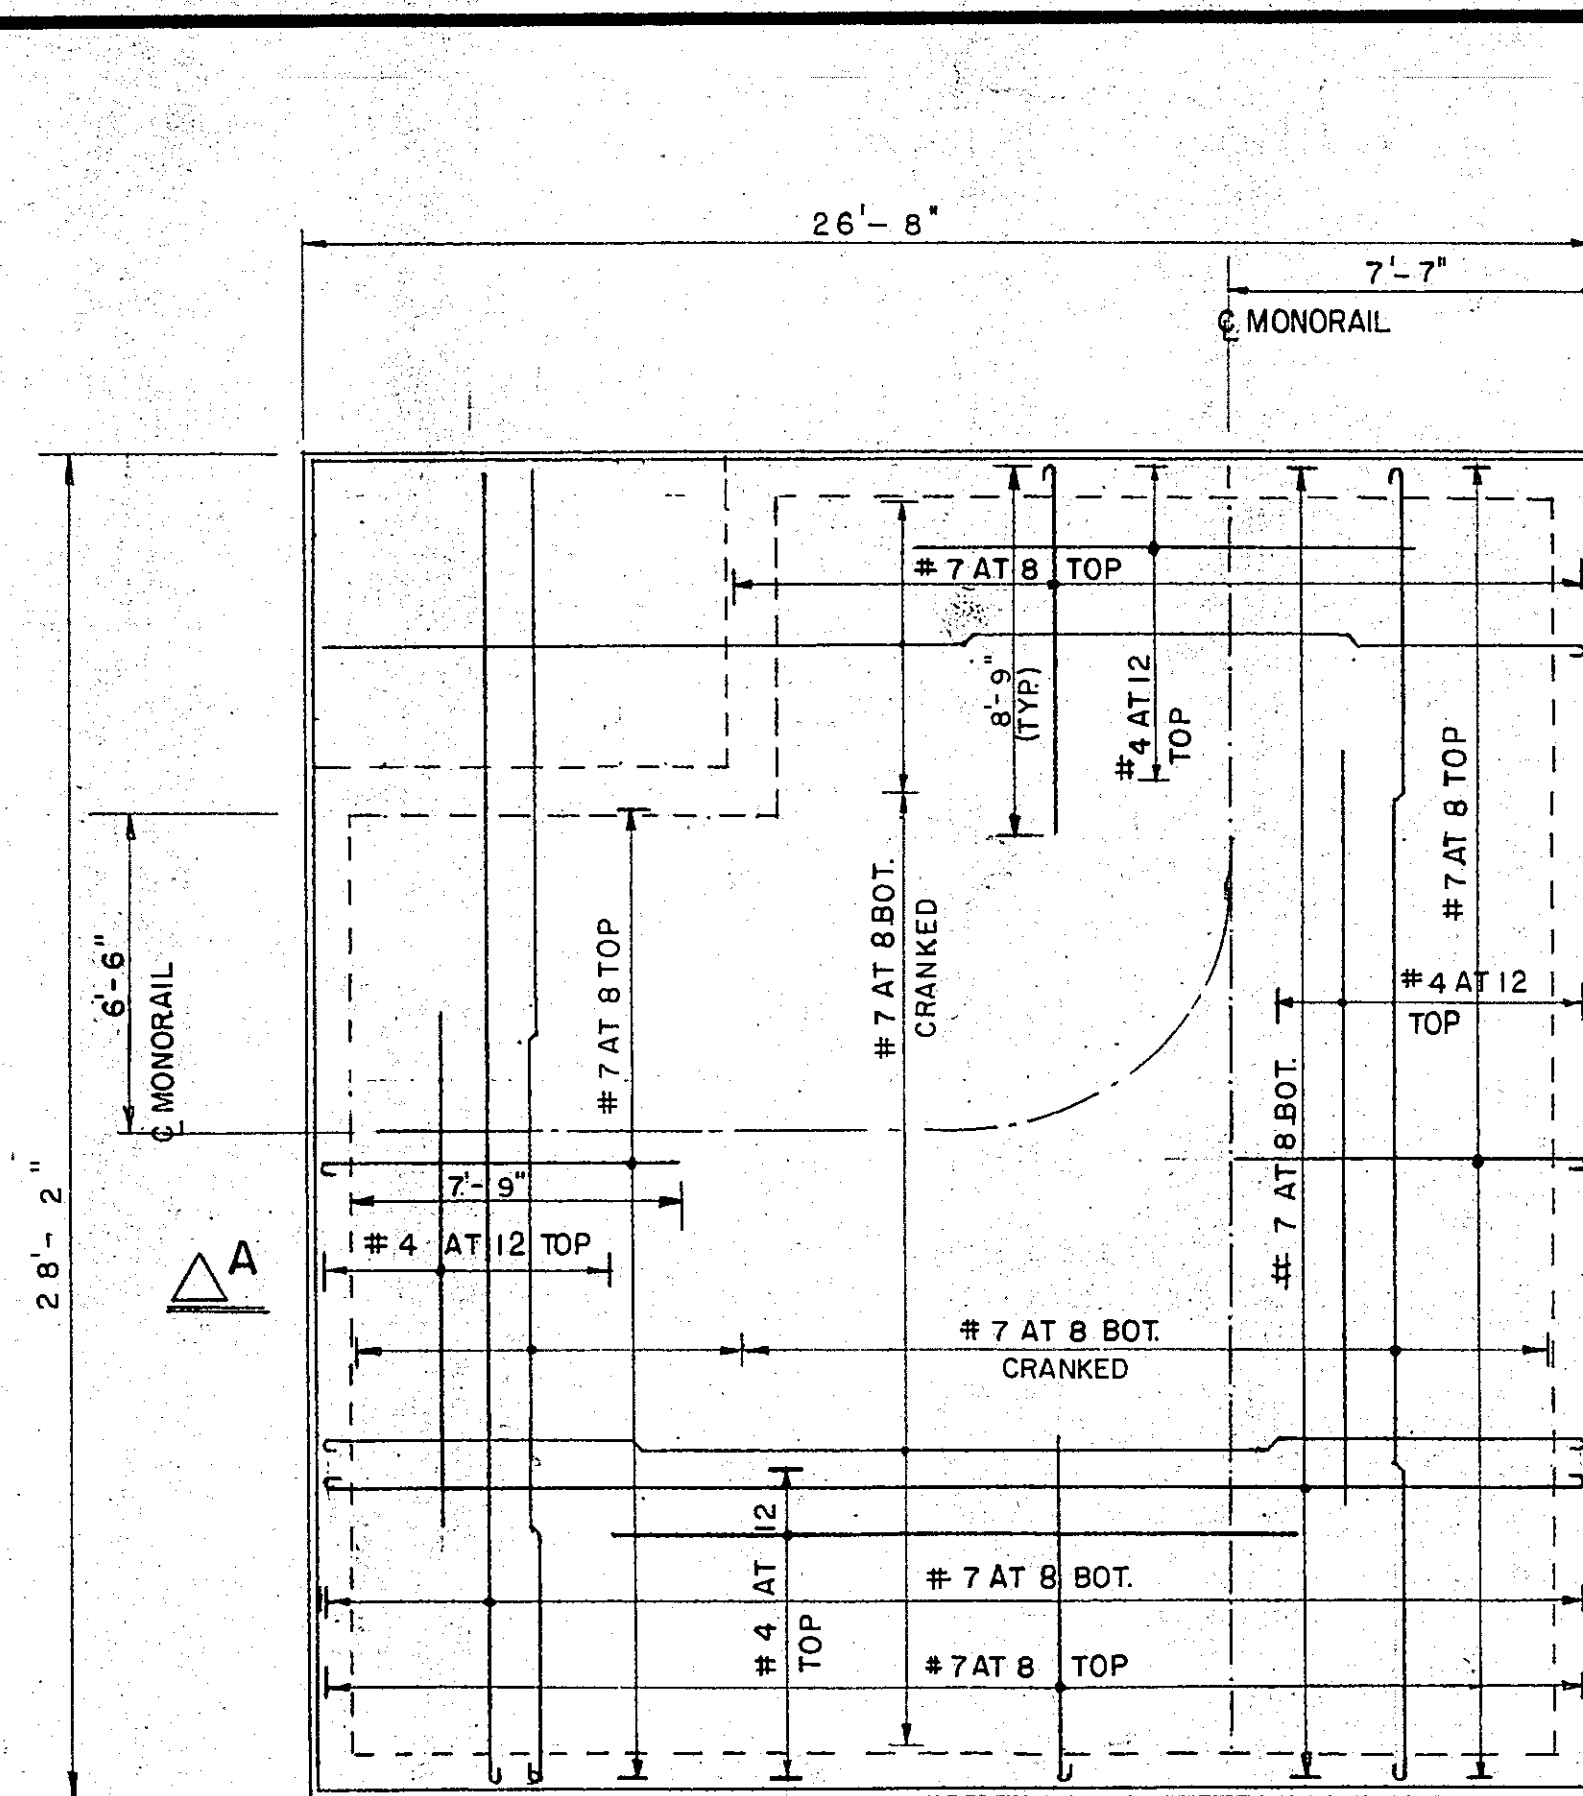 26'- 8"
7'- 7"
℄ MONORAIL
# 7 AT 8 TOP
8'- 9"
(TYP.)
# 4 AT 12
TOP
# 7 AT 8 TOP
# 7 AT 8 BOT.
CRANKED
# 7 AT 8 TOP
6'- 6"
℄ MONORAIL
# 4 AT 12
TOP
# 7 AT 8 BOT.
28'- 2"
7'- 9"
# 4 AT 12 TOP
A
# 7 AT 8 BOT.
CRANKED
# 4 AT 12
TOP
# 7 AT 8 BOT.
# 7 AT 8 TOP